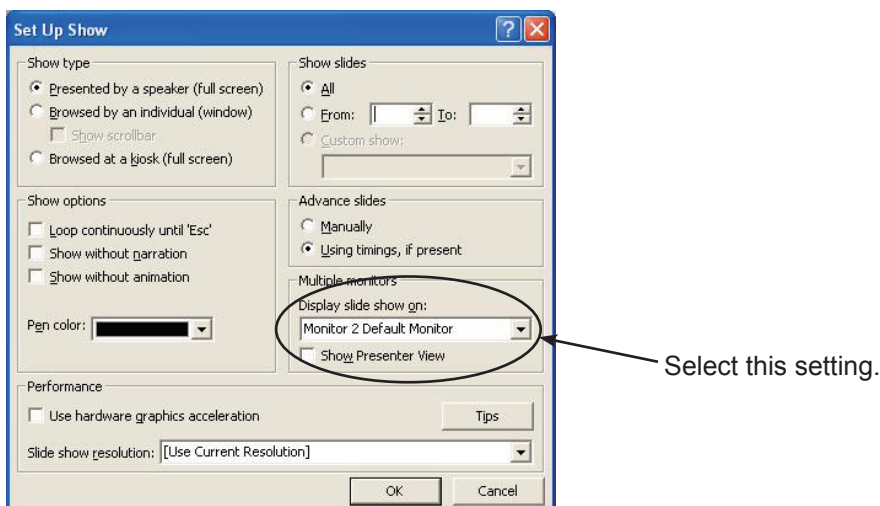 Set Up Show
Show type
Presented by a speaker (full screen)
Browsed by an individual (window)
Show scrollbar
Browsed at a kiosk (full screen)
Show slides
All
From: To:
Custom show:
Show options
Loop continuously until 'Esc'
Show without narration
Show without animation
Pen color:
Advance slides
Manually
Using timings, if present
Multiple monitors
Display slide show on:
Monitor 2 Default Monitor
Show Presenter View
Select this setting.
Performance
Use hardware graphics acceleration
Tips
Slide show resolution: [Use Current Resolution]
OK Cancel